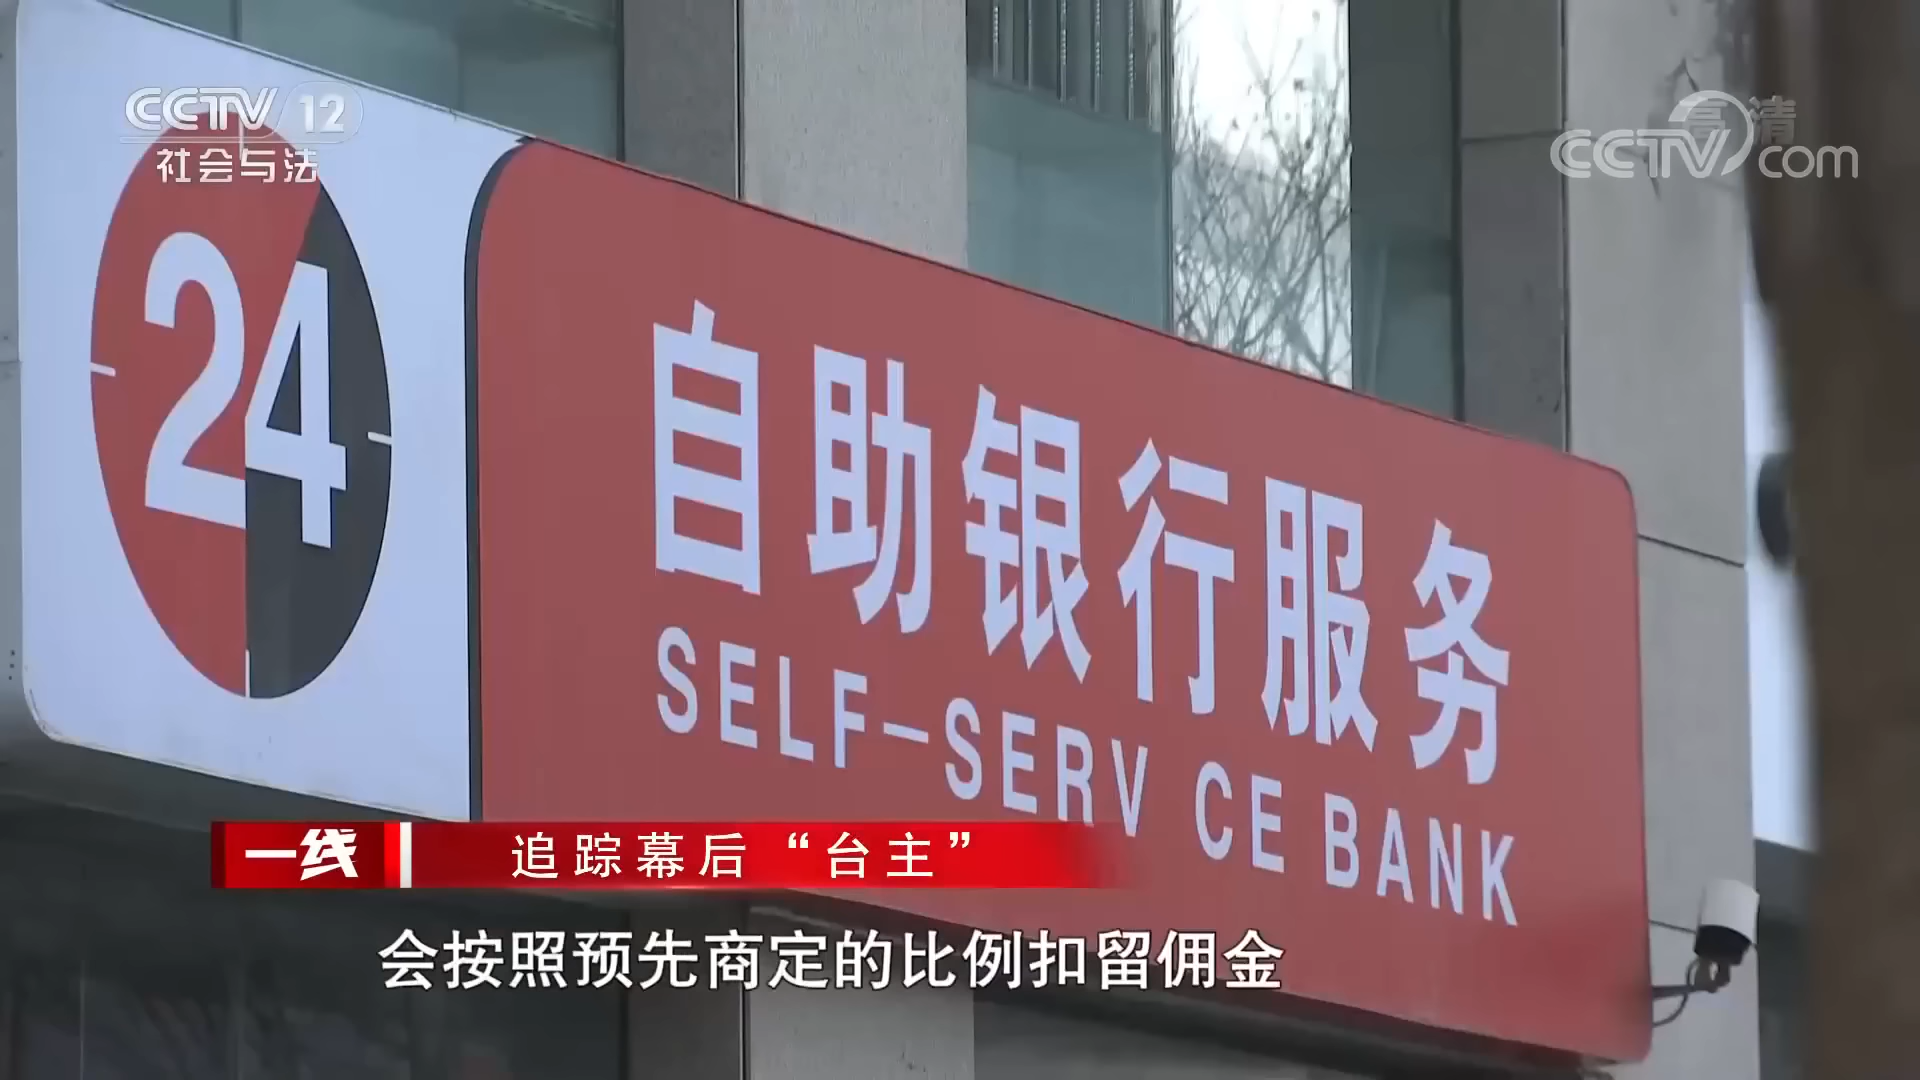 CCTV 12
社会与法
高清
CCTV com
24
自助银行服务
SELF-SERV CE BANK
一线
追踪幕后“台主”
会按照预先商定的比例扣留佣金